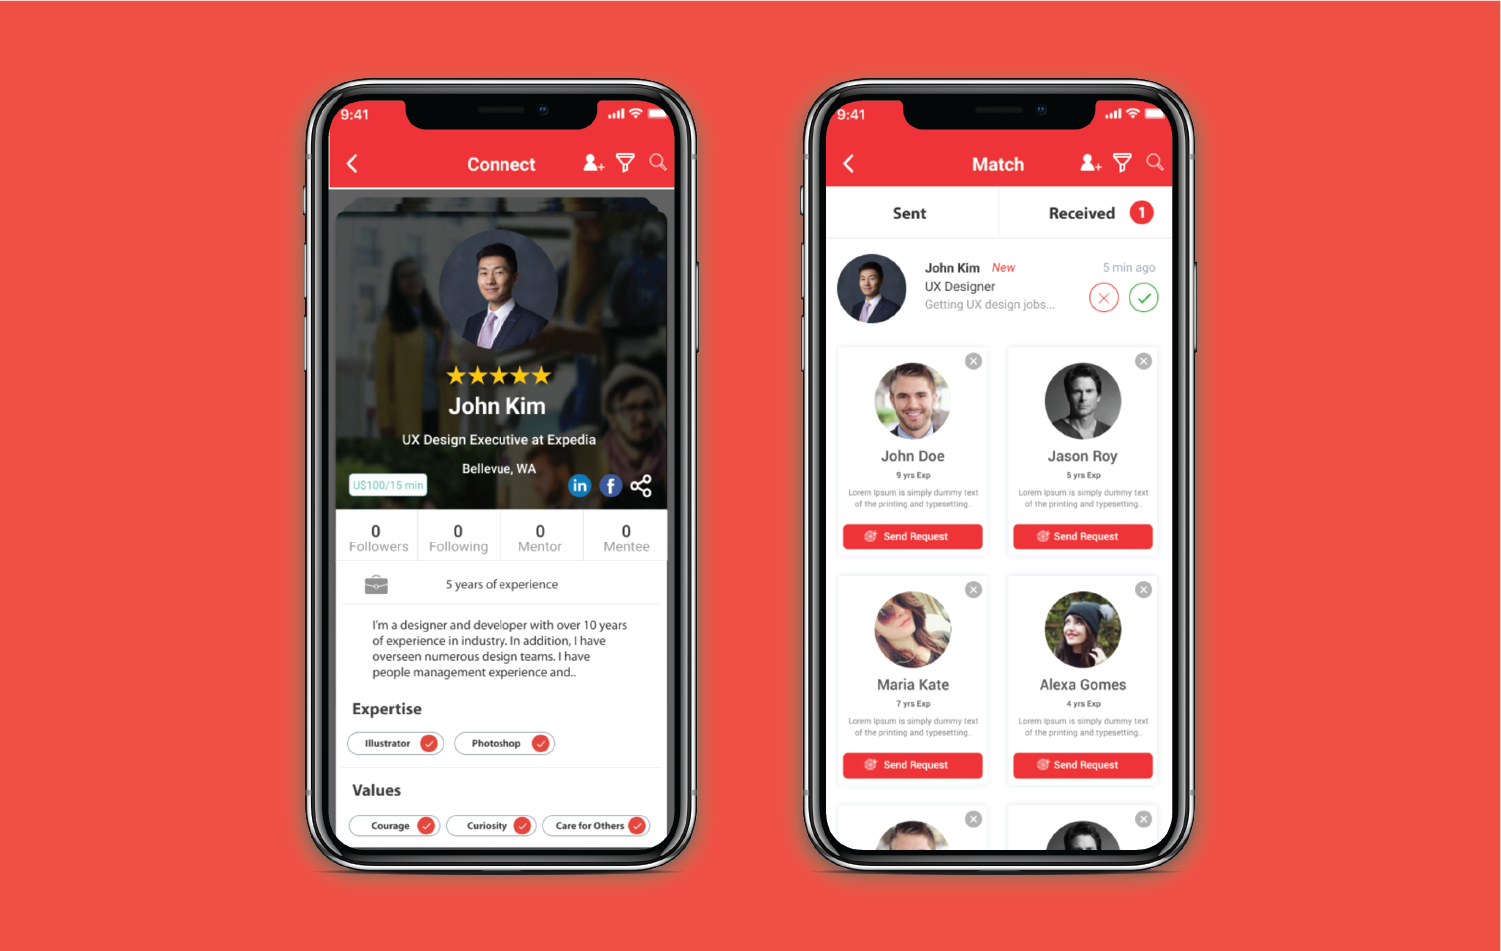 9:41
Connect
★★★★★
John Kim
UX Design Executive at Expedia
Bellevue, WA
U$100/15 min
in f
0 0 0 0
Followers Following Mentor Mentee
5 years of experience
I'm a designer and developer with over 10 years
of experience in industry. In addition, I have
overseen numerous design teams. I have
people management experience and..
Expertise
Illustrator Photoshop
Values
Courage Curiosity Care for Others
9:41
Match
Sent Received 1
John Kim New 5 min ago
UX Designer
Getting UX design jobs...
John Doe
9 yrs Exp
Lorem Ipsum is simply dummy text
of the printing and typesetting..
Send Request
Jason Roy
5 yrs Exp
Lorem Ipsum is simply dummy text
of the printing and typesetting..
Send Request
Maria Kate
7 yrs Exp
Lorem Ipsum is simply dummy text
of the printing and typesetting..
Send Request
Alexa Gomes
4 yrs Exp
Lorem Ipsum is simply dummy text
of the printing and typesetting..
Send Request